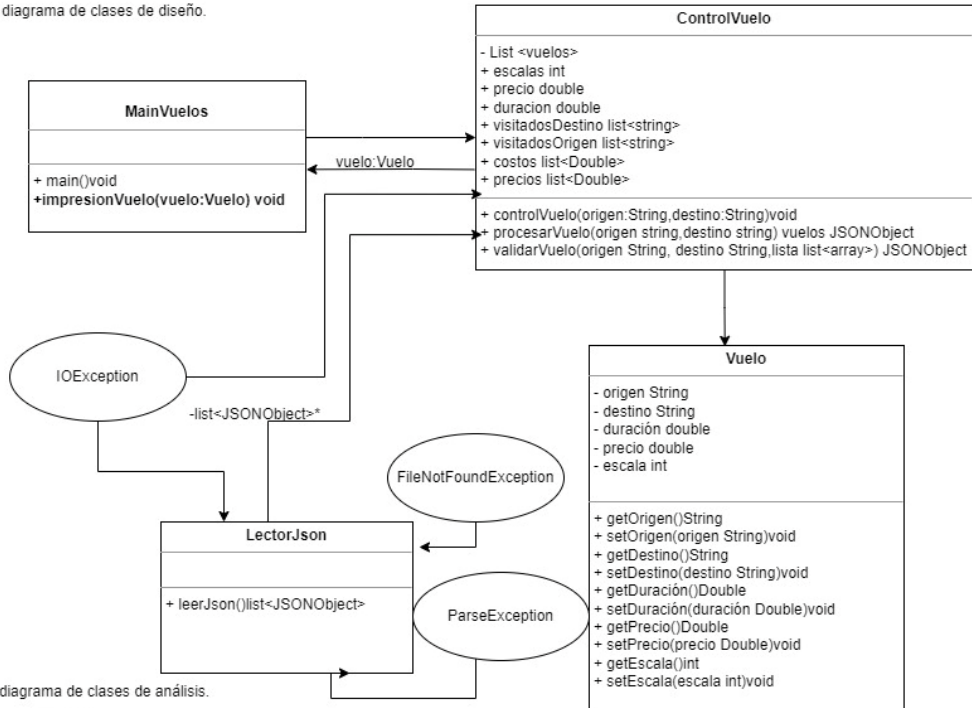 diagrama de clases de diseño.
ControlVuelo
- List <vuelos>
+ escalas int
+ precio double
+ duracion double
+ visitadosDestino list<string>
+ visitadosOrigen list<string>
+ costos list<Double>
+ precios list<Double>
+ controlVuelo(origen:String,destino:String)void
+ procesarVuelo(origen string,destino string) vuelos JSONObject
+ validarVuelo(origen String, destino String,lista list<array>) JSONObject
MainVuelos
+ main()void
+impresionVuelo(vuelo:Vuelo) void
vuelo:Vuelo
IOException
-list<JSONObject>*
FileNotFoundException
LectorJson
+ leerJson()list<JSONObject>
ParseException
Vuelo
- origen String
- destino String
- duración double
- precio double
- escala int
+ getOrigen()String
+ setOrigen(origen String)void
+ getDestino()String
+ setDestino(destino String)void
+ getDuración()Double
+ setDuración(duración Double)void
+ getPrecio()Double
+ setPrecio(precio Double)void
+ getEscala()int
+ setEscala(escala int)void
diagrama de clases de análisis.